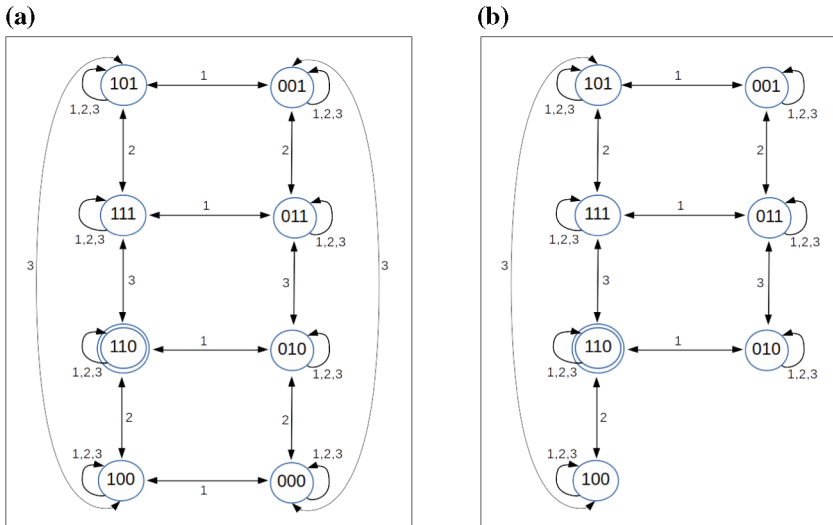 (a) (b)
101 1 001 101 1 001
1,2,3 1,2,3 1,2,3 1,2,3
2 2 2 2
111 1 011 111 1 011
1,2,3 1,2,3 1,2,3 1,2,3
3 3 3 3 3 3 3
110 1 010 110 1 010
1,2,3 1,2,3 1,2,3 1,2,3
2 2 2
1,2,3 1,2,3 1,2,3
100 1 000 100